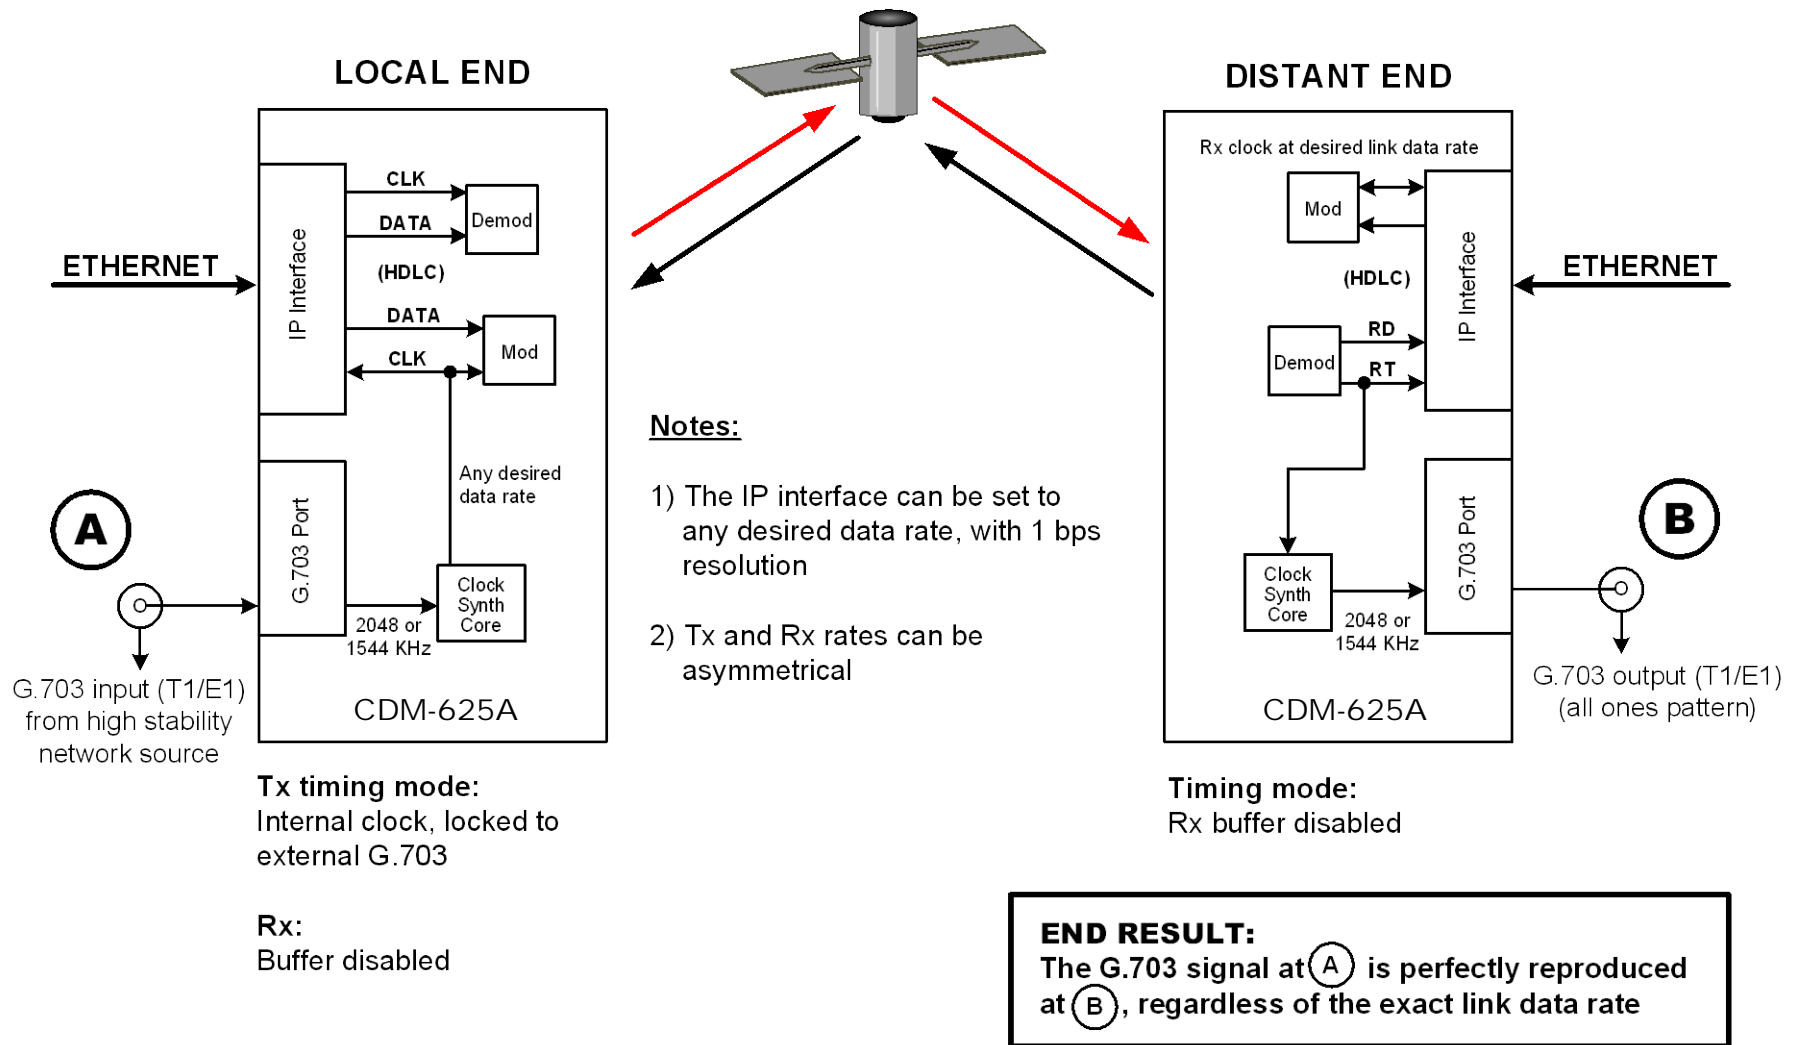 LOCAL END
DISTANT END
CLK
DATA
Demod
(HDLC)
DATA
CLK
Mod
IP Interface
ETHERNET
Any desired
data rate
G.703 Port
A
Clock
Synth
Core
2048 or
1544 KHz
G.703 input (T1/E1)
from high stability
network source
CDM-625A
Tx timing mode:
Internal clock, locked to
external G.703
Rx:
Buffer disabled
Notes:
1) The IP interface can be set to
any desired data rate, with 1 bps
resolution
2) Tx and Rx rates can be
asymmetrical
Rx clock at desired link data rate
Mod
(HDLC)
IP Interface
ETHERNET
Demod
RD
RT
G.703 Port
B
Clock
Synth
Core
2048 or
1544 KHz
G.703 output (T1/E1)
(all ones pattern)
CDM-625A
Timing mode:
Rx buffer disabled
END RESULT:
The G.703 signal at A is perfectly reproduced
at B, regardless of the exact link data rate